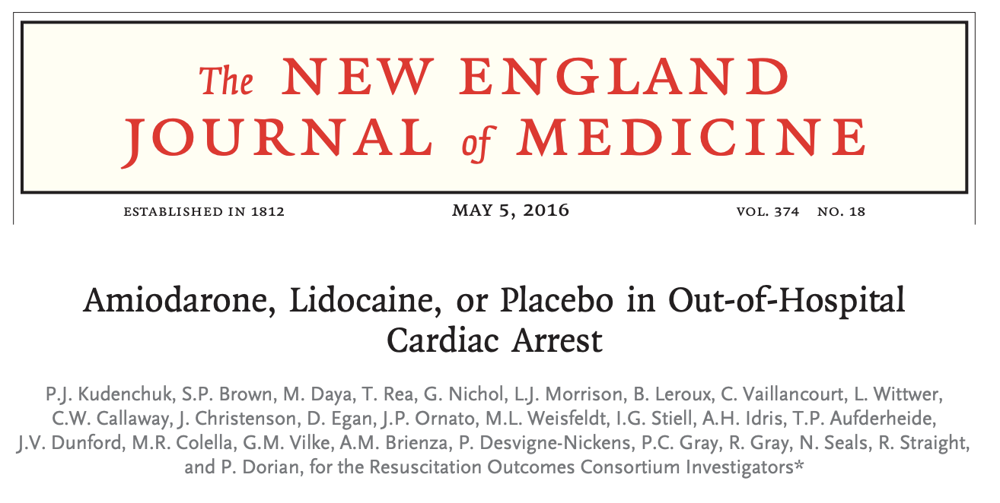 The NEW ENGLAND
JOURNAL of MEDICINE
ESTABLISHED IN 1812 MAY 5, 2016 VOL. 374 NO. 18
Amiodarone, Lidocaine, or Placebo in Out-of-Hospital
Cardiac Arrest
P.J. Kudenchuk, S.P. Brown, M. Daya, T. Rea, G. Nichol, L.J. Morrison, B. Leroux, C. Vaillancourt, L. Wittwer,
C.W. Callaway, J. Christenson, D. Egan, J.P. Ornato, M.L. Weisfeldt, I.G. Stiell, A.H. Idris, T.P. Aufderheide,
J.V. Dunford, M.R. Colella, G.M. Vilke, A.M. Brienza, P. Desvigne-Nickens, P.C. Gray, R. Gray, N. Seals, R. Straight,
and P. Dorian, for the Resuscitation Outcomes Consortium Investigators*